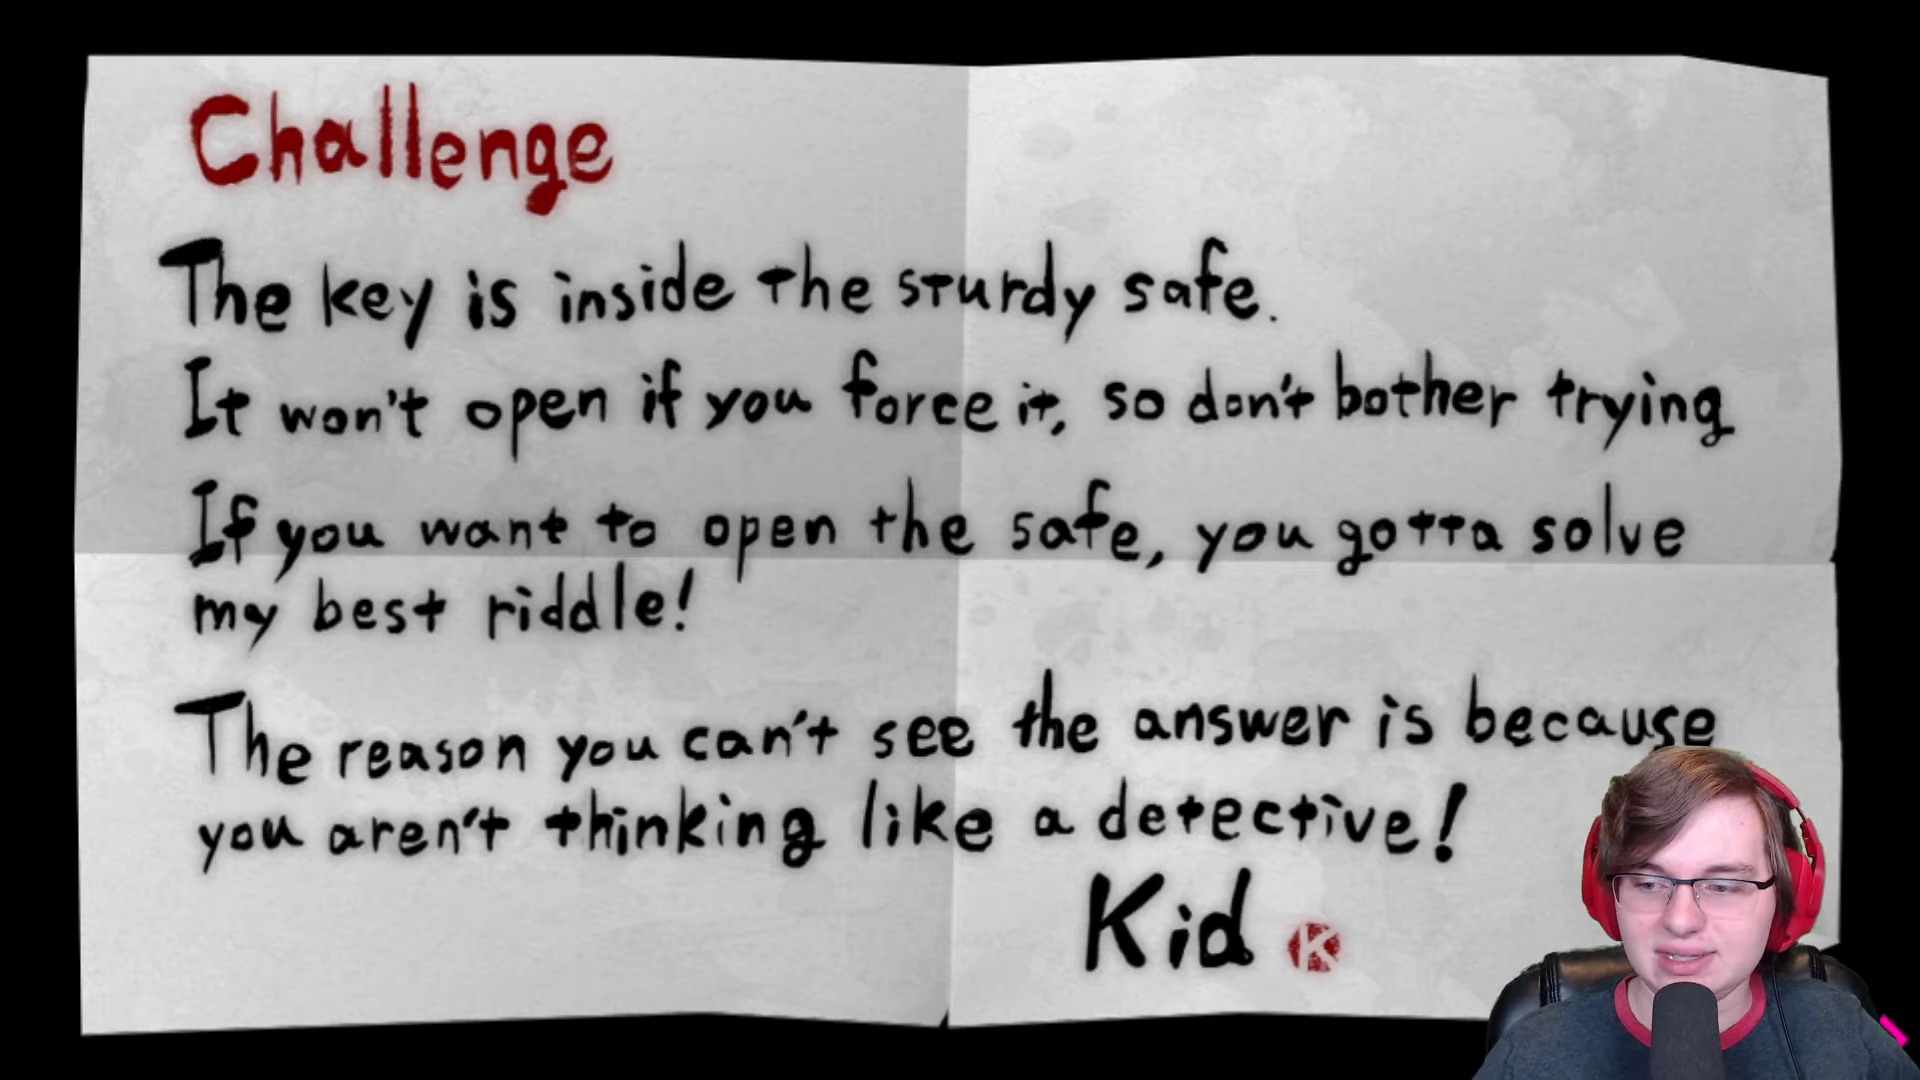 Challenge
The key is inside the sturdy safe.
It won't open if you force it, so don't bother trying
If you want to open the safe, you gotta solve
my best riddle!
The reason you can't see the answer is because
you aren't thinking like a detective!
Kid K